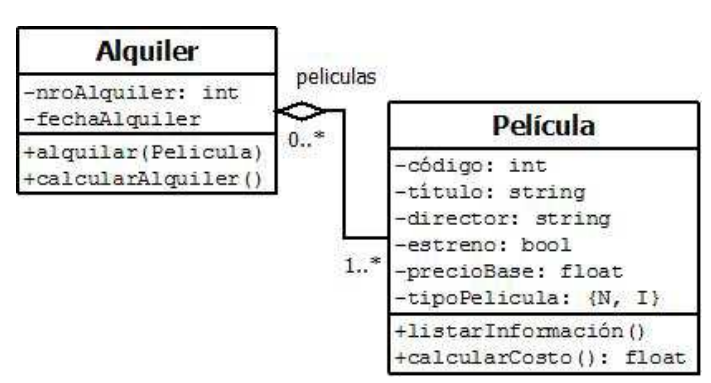 Alquiler
-nroAlquiler: int
-fechaAlquiler
+alquilar(Pelicula)
+calcularAlquiler()
peliculas
0..*
1..*
Película
-código: int
-título: string
-director: string
-estreno: bool
-precioBase: float
-tipoPelicula: {N, I}
+listarInformación()
+calcularCosto(): float